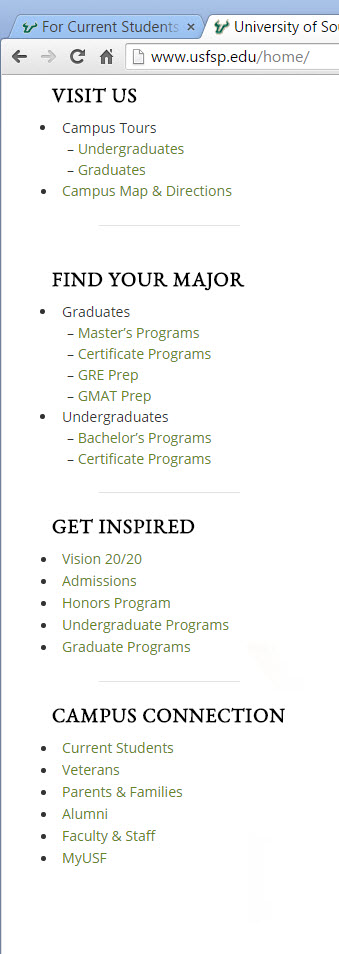 For Current Students
University of Sou
www.usfsp.edu/home/
VISIT US
Campus Tours
– Undergraduates
– Graduates
Campus Map & Directions
FIND YOUR MAJOR
Graduates
– Master’s Programs
– Certificate Programs
– GRE Prep
– GMAT Prep
Undergraduates
– Bachelor’s Programs
– Certificate Programs
GET INSPIRED
Vision 20/20
Admissions
Honors Program
Undergraduate Programs
Graduate Programs
CAMPUS CONNECTION
Current Students
Veterans
Parents & Families
Alumni
Faculty & Staff
MyUSF